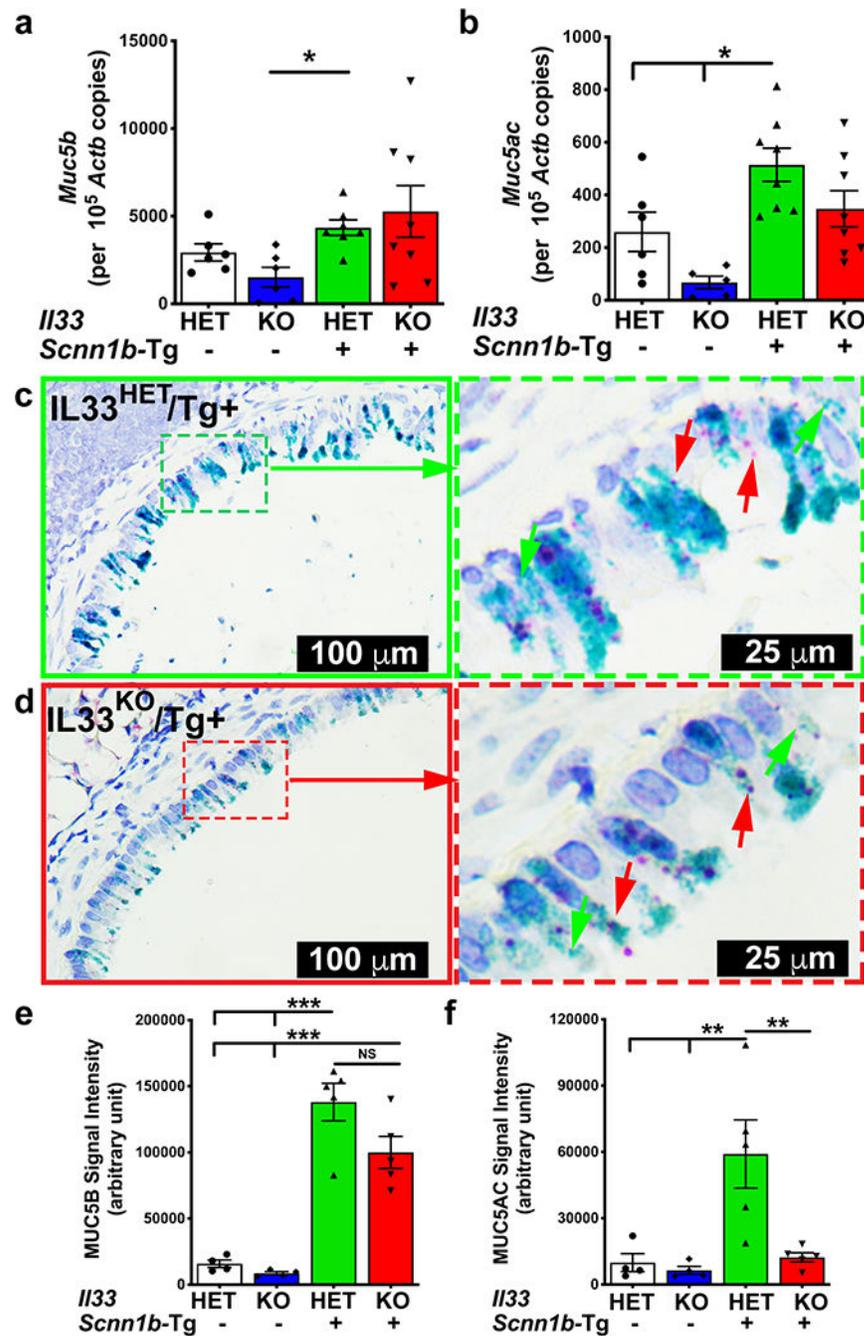 a
Muc5b
(per 10⁵ Actb copies)
15000
10000
5000
0
*
Il33
HET KO HET KO
Scnn1b-Tg
- - + +
b
Muc5ac
(per 10⁵ Actb copies)
1000
800
600
400
200
0
*
Il33
HET KO HET KO
Scnn1b-Tg
- - + +
c
IL33HET/Tg+
100 μm
25 μm
d
IL33KO/Tg+
100 μm
25 μm
e
MUC5B Signal Intensity
(arbitrary unit)
200000
150000
100000
50000
0
***
***
NS
Il33
HET KO HET KO
Scnn1b-Tg
- - + +
f
MUC5AC Signal Intensity
(arbitrary unit)
120000
90000
60000
30000
0
**
**
Il33
HET KO HET KO
Scnn1b-Tg
- - + +